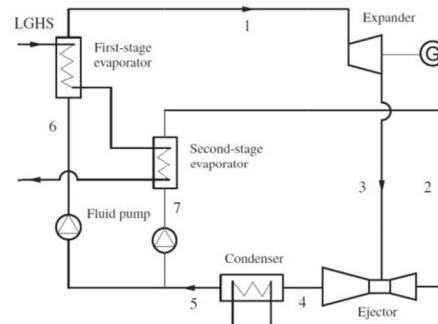 LGHS
1
Expander
First-stage
evaporator
G
6
Second-stage
evaporator
3
2
7
Fluid pump
Condenser
5
4
Ejector